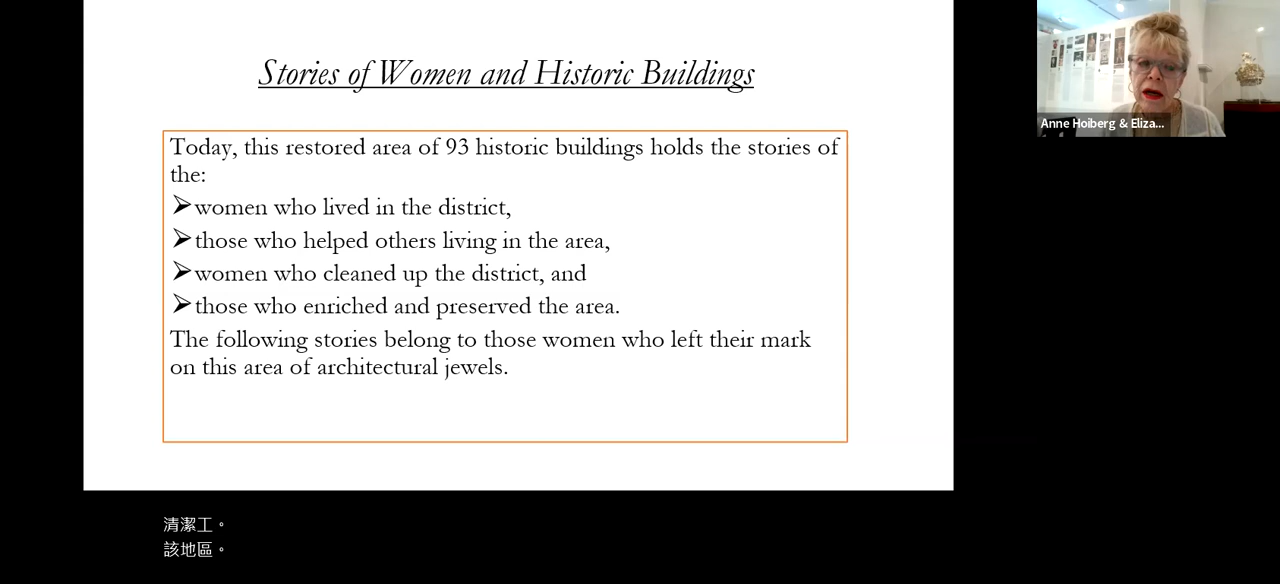 Stories of Women and Historic Buildings
Today, this restored area of 93 historic buildings holds the stories of
the:
➢women who lived in the district,
➢those who helped others living in the area,
➢women who cleaned up the district, and
➢those who enriched and preserved the area.
The following stories belong to those women who left their mark
on this area of architectural jewels.
Anne Hoiberg & Eliza...
清潔工。
該地區。